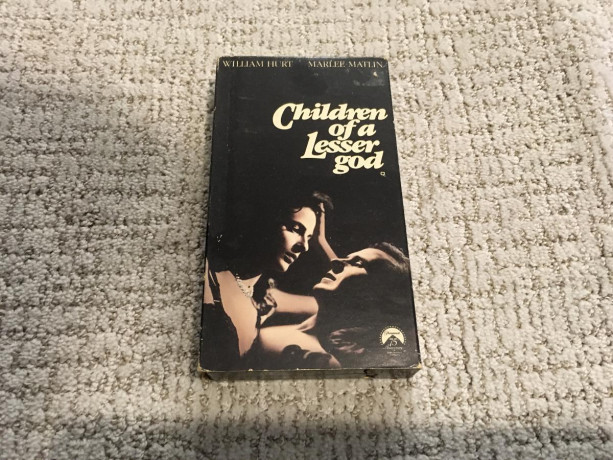 WILLIAM HURT MARLEE MATLIN
Children
of a
Lesser
god